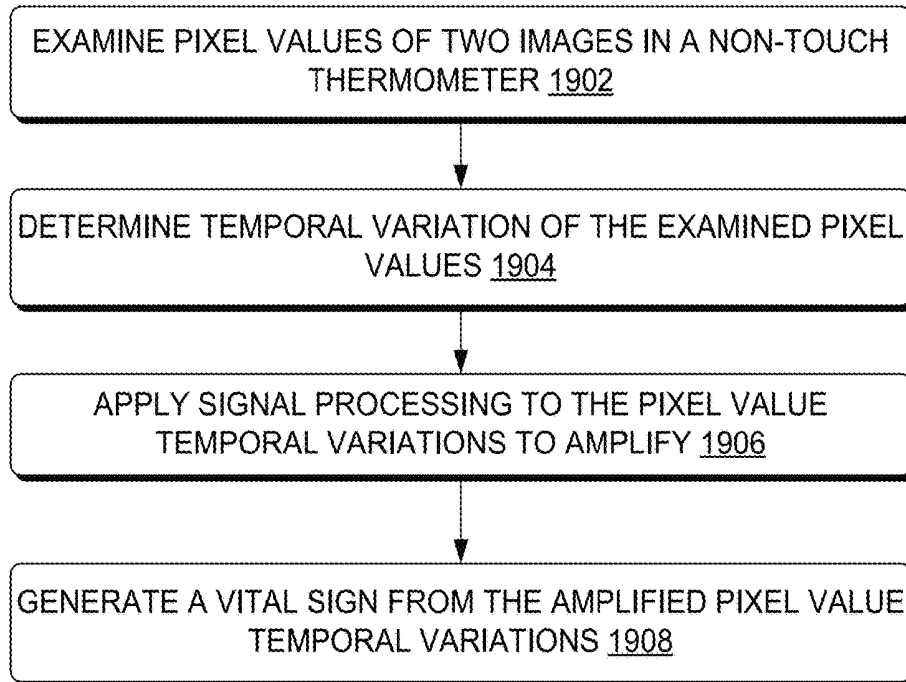 EXAMINE PIXEL VALUES OF TWO IMAGES IN A NON-TOUCH
THERMOMETER 1902
DETERMINE TEMPORAL VARIATION OF THE EXAMINED PIXEL
VALUES 1904
APPLY SIGNAL PROCESSING TO THE PIXEL VALUE
TEMPORAL VARIATIONS TO AMPLIFY 1906
GENERATE A VITAL SIGN FROM THE AMPLIFIED PIXEL VALUE
TEMPORAL VARIATIONS 1908